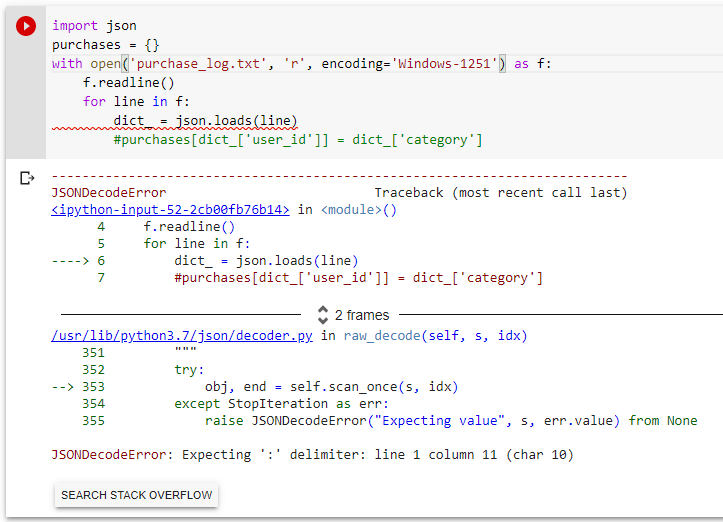 import json
purchases = {}
with open('purchase_log.txt', 'r', encoding='Windows-1251') as f:
    f.readline()
    for line in f:
        dict_ = json.loads(line)
        #purchases[dict_['user_id']] = dict_['category']
---------------------------------------------------------------------------
JSONDecodeError                           Traceback (most recent call last)
<ipython-input-52-2cb00fb76b14> in <module>()
      4     f.readline()
      5     for line in f:
----> 6         dict_ = json.loads(line)
      7         #purchases[dict_['user_id']] = dict_['category']
2 frames
/usr/lib/python3.7/json/decoder.py in raw_decode(self, s, idx)
    351         """
    352         try:
--> 353             obj, end = self.scan_once(s, idx)
    354         except StopIteration as err:
    355             raise JSONDecodeError("Expecting value", s, err.value) from None
JSONDecodeError: Expecting ':' delimiter: line 1 column 11 (char 10)
SEARCH STACK OVERFLOW